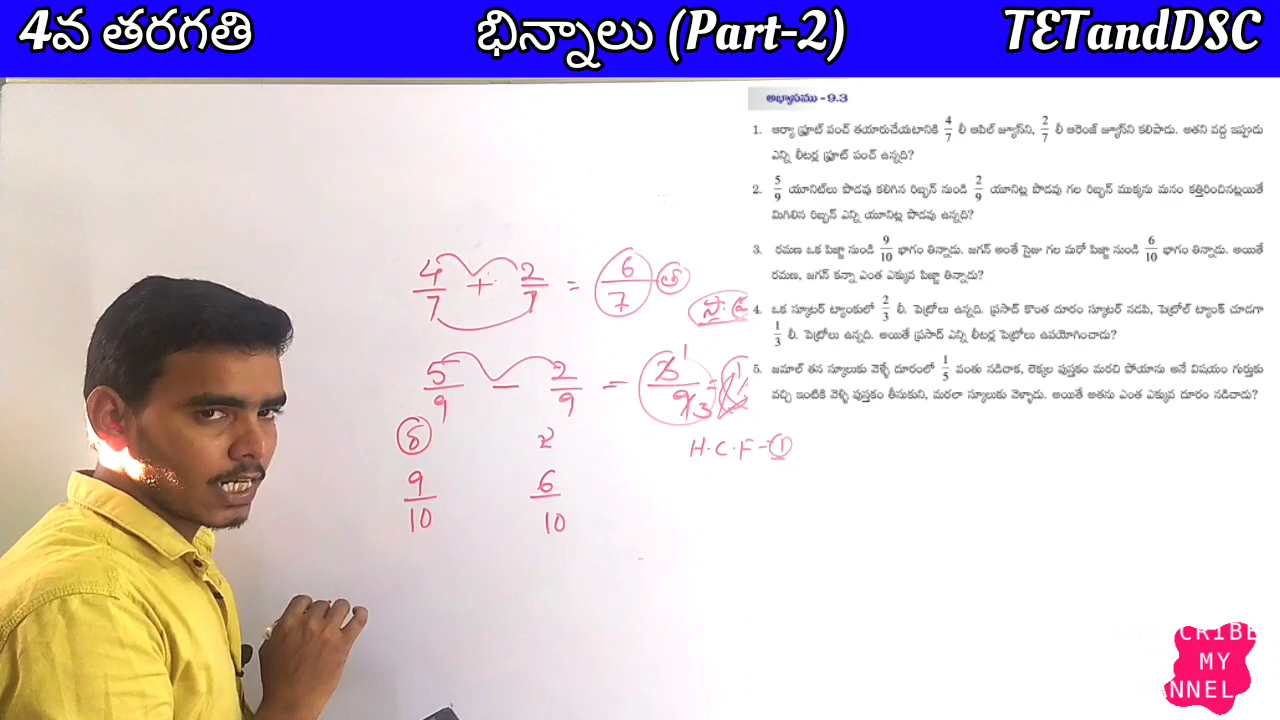 4వ తరగతి
భిన్నాలు (Part-2)
TETandDSC
అభ్యాసము - 9.3
1. ఆర్యా ఫ్రూట్ పంచ్ తయారుచేయటానికి 4/7 లీ ఆపిల్ జ్యూస్‌ని, 2/7 లీ ఆరెంజ్ జ్యూస్‌ని కలిపాడు. అతని వద్ద ఇప్పుడు
ఎన్ని లీటర్ల ఫ్రూట్ పంచ్ ఉన్నది?
2. 5/9 యూనిట్‌లు పొడవు కలిగిన రిబ్బన్ నుండి 2/9 యూనిట్ల పొడవు గల రిబ్బన్ ముక్కను మనం కత్తిరించినట్లయితే
మిగిలిన రిబ్బన్ ఎన్ని యూనిట్ల పొడవు ఉన్నది?
3. రమణ ఒక పిజ్జా నుండి 9/10 భాగం తిన్నాడు. జగన్ అంతే సైజు గల మరో పిజ్జా నుండి 6/10 భాగం తిన్నాడు. అయితే
రమణ, జగన్ కన్నా ఎంత ఎక్కువ పిజ్జా తిన్నాడు?
4. ఒక స్కూటర్ ట్యాంకులో 2/3 లీ. పెట్రోలు ఉన్నది. ప్రసాద్ కొంత దూరం స్కూటర్ నడిపి, పెట్రోల్ ట్యాంక్ చూడగా
1/3 లీ. పెట్రోలు ఉన్నది. అయితే ప్రసాద్ ఎన్ని లీటర్ల పెట్రోలు ఉపయోగించాడు?
5. జమాల్ తన స్కూలుకు వెళ్ళే దూరంలో 1/5 వంతు నడిచాక, లెక్కల పుస్తకం మరచి పోయాను అనే విషయం గుర్తుకు
వచ్చి ఇంటికి వెళ్ళి పుస్తకం తీసుకుని, మరలా స్కూలుకు వెళ్ళాడు. అయితే అతను ఎంత ఎక్కువ దూరం నడిచాడు?
4/7 + 2/7 = 6/7 లీ
5/9 - 2/9 =
H.C.F-1
9/10 6/10
SCRIBE
MY
NNEL